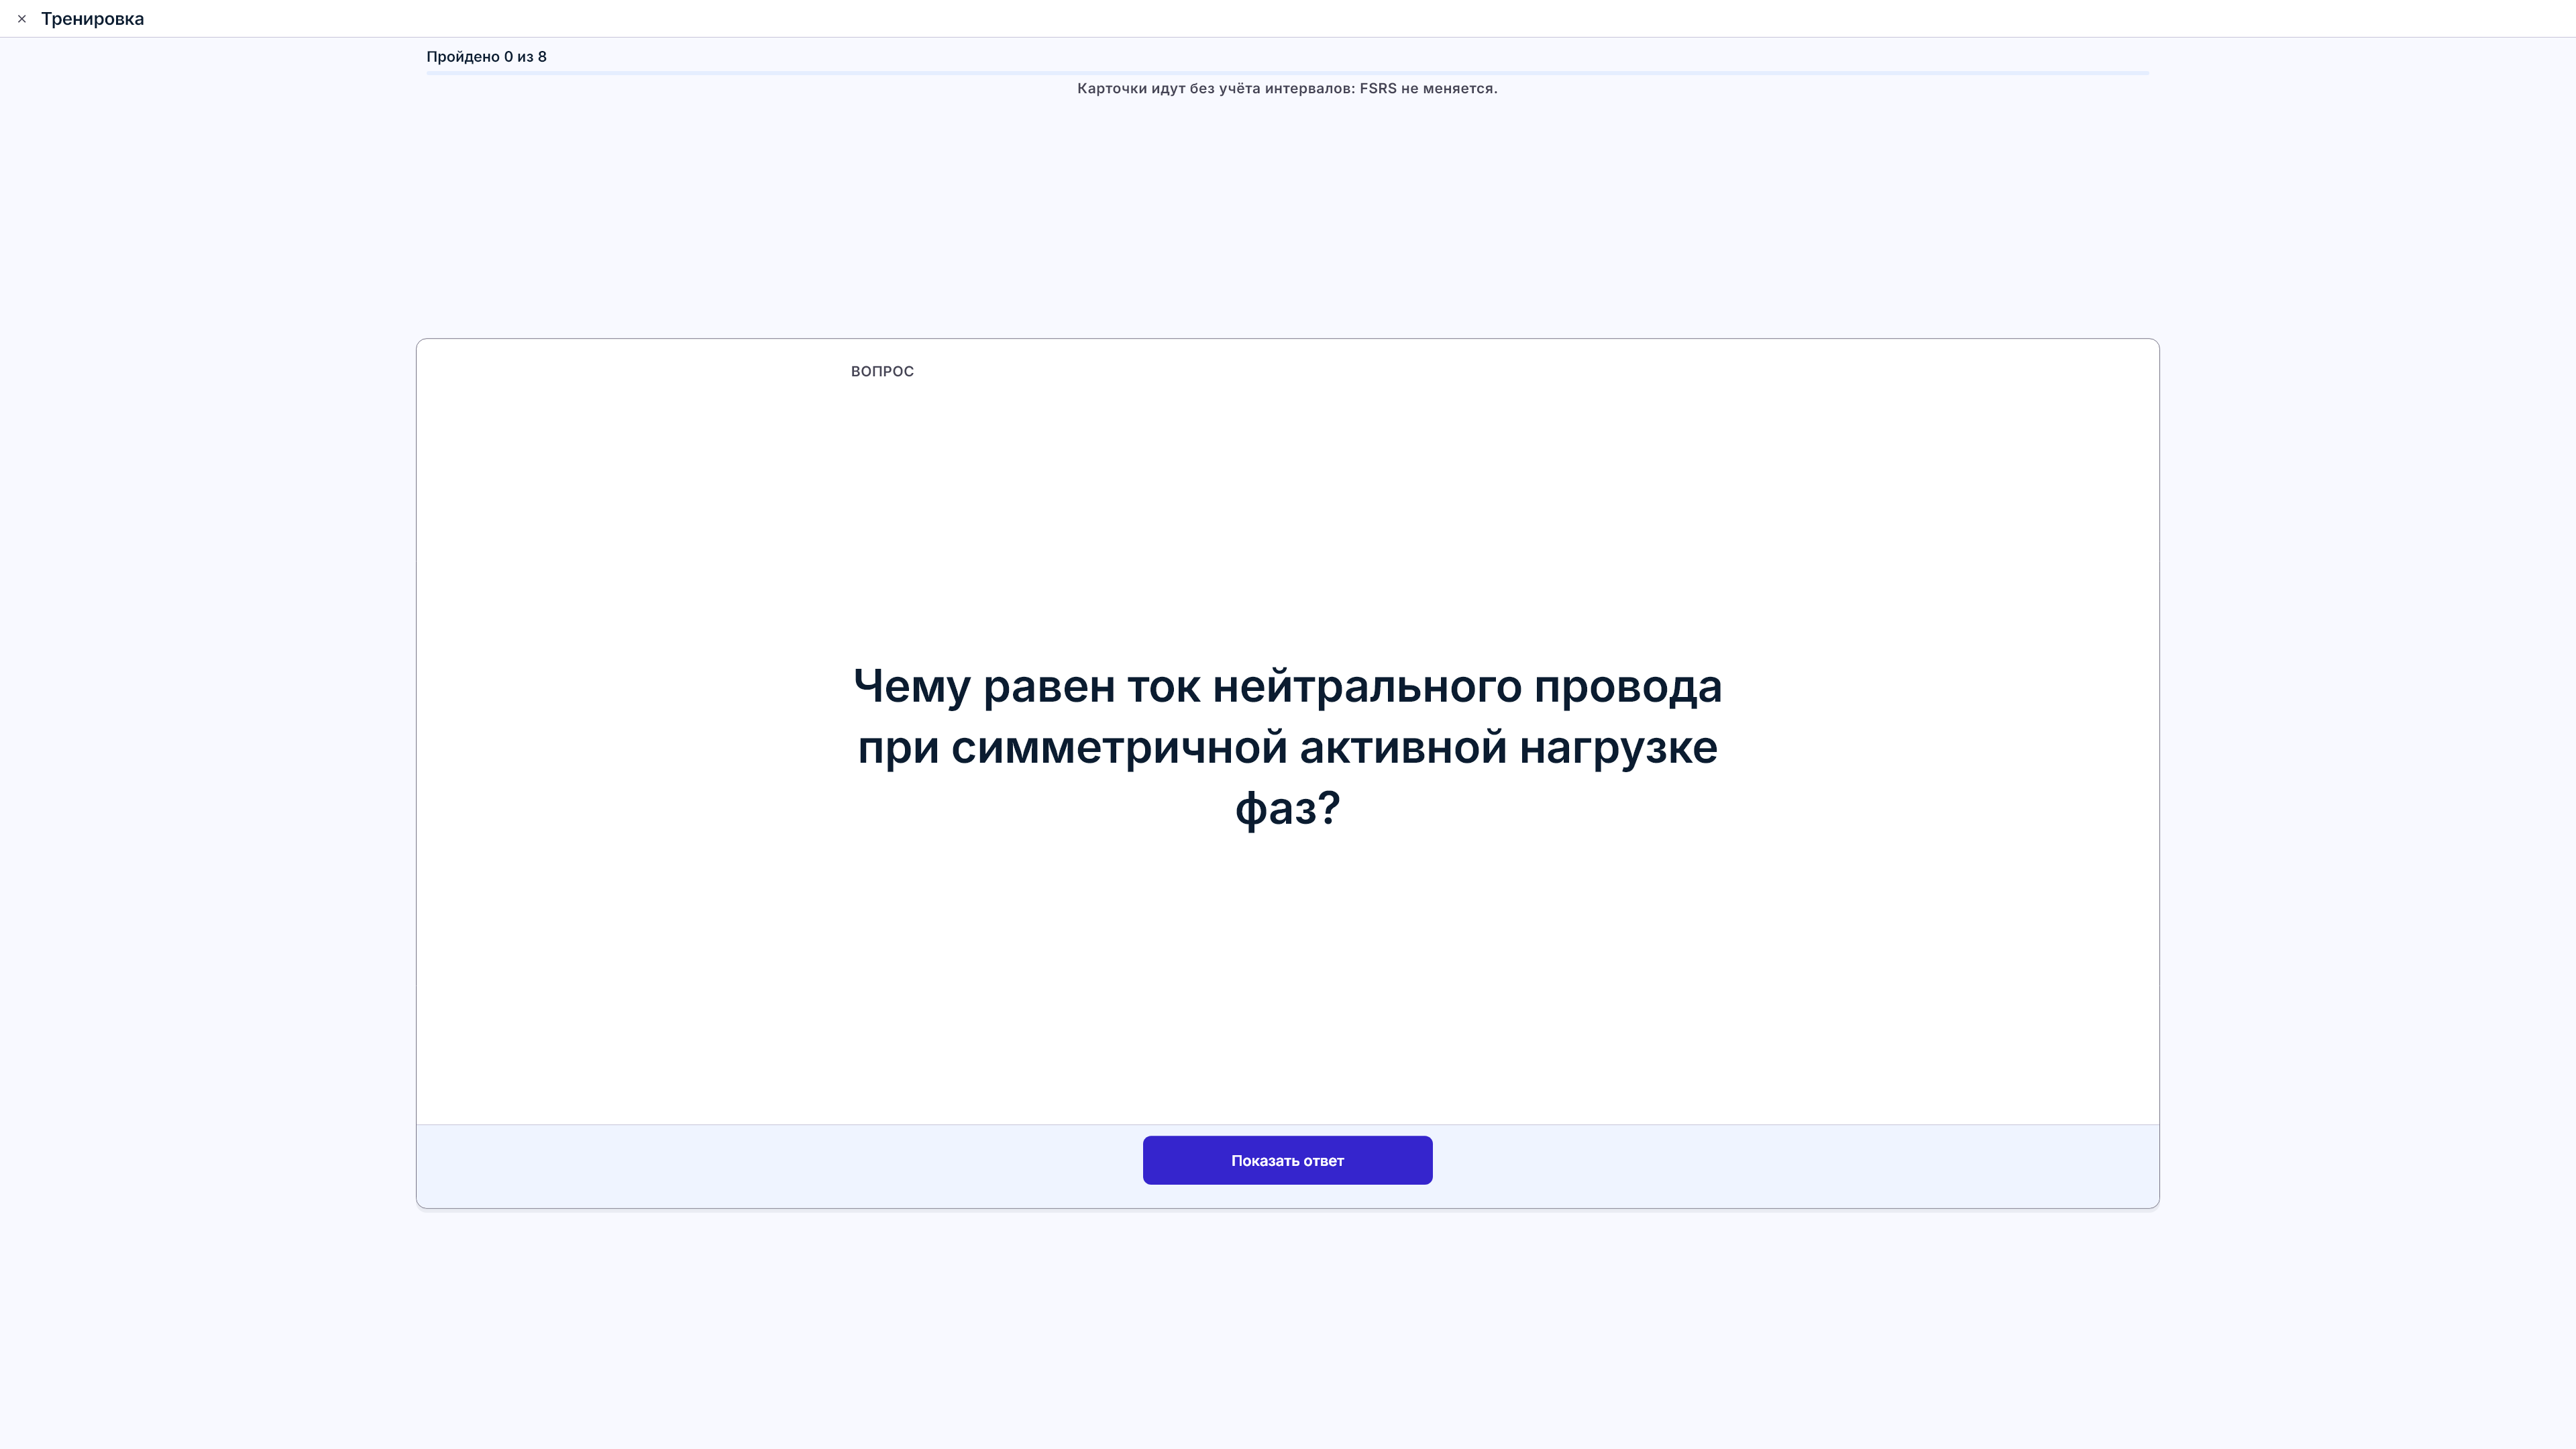 Тренировка
Пройдено 0 из 8
Карточки идут без учёта интервалов: FSRS не меняется.
ВОПРОС
Чему равен ток нейтрального провода
при симметричной активной нагрузке
фаз?
Показать ответ